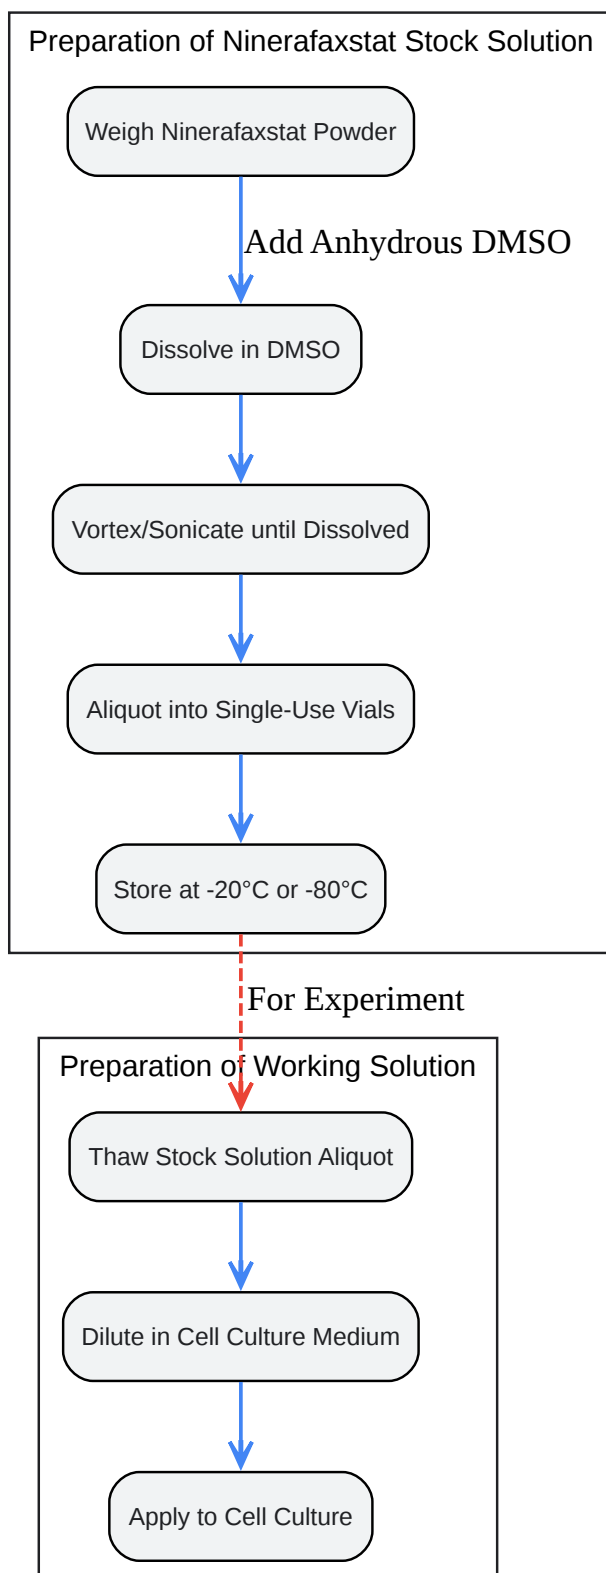 Preparation of Ninerafaxstat Stock Solution
Weigh Ninerafaxstat Powder
Add Anhydrous DMSO
Dissolve in DMSO
Vortex/Sonicate until Dissolved
Aliquot into Single-Use Vials
Store at -20°C or -80°C
For Experiment
Preparation of Working Solution
Thaw Stock Solution Aliquot
Dilute in Cell Culture Medium
Apply to Cell Culture